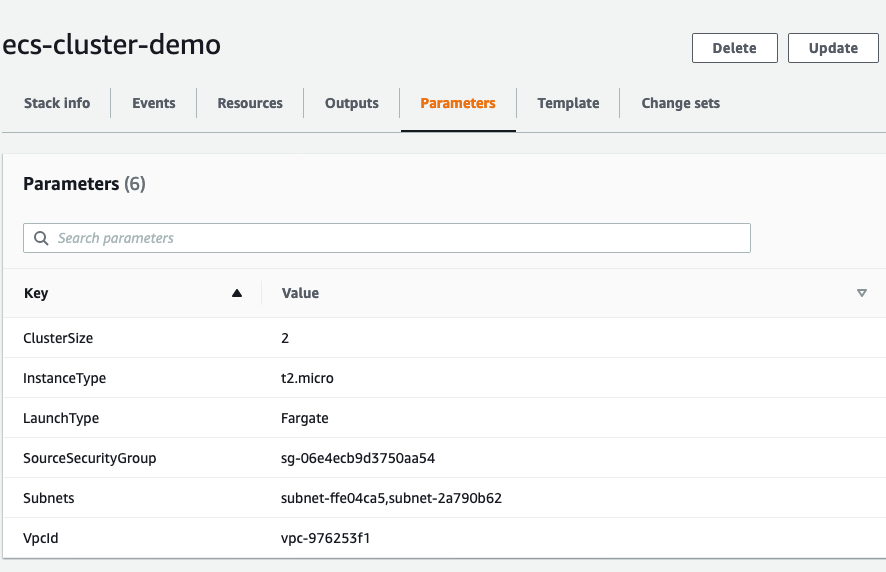 ecs-cluster-demo
Delete
Update
Stack info
Events
Resources
Outputs
Parameters
Template
Change sets
Parameters (6)
Search parameters
Key Value
ClusterSize 2
InstanceType t2.micro
LaunchType Fargate
SourceSecurityGroup sg-06e4ecb9d3750aa54
Subnets subnet-ffe04ca5,subnet-2a790b62
VpcId vpc-976253f1